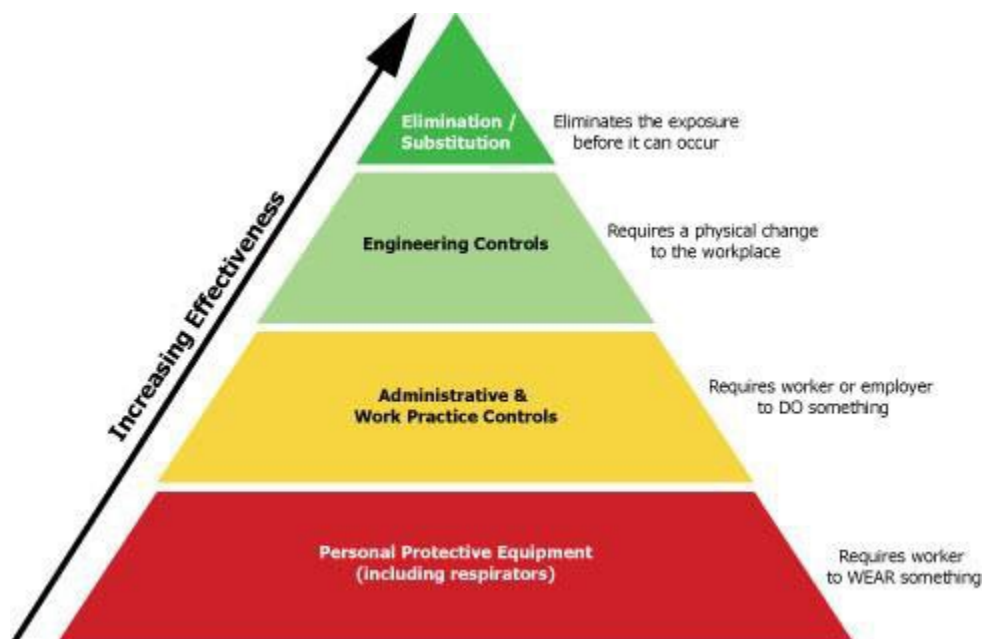 Elimination /
Substitution
Eliminates the exposure
before it can occur
Engineering Controls
Requires a physical change
to the workplace
Increasing Effectiveness
Administrative &
Work Practice Controls
Requires worker or employer
to DO something
Personal Protective Equipment
(including respirators)
Requires worker
to WEAR something